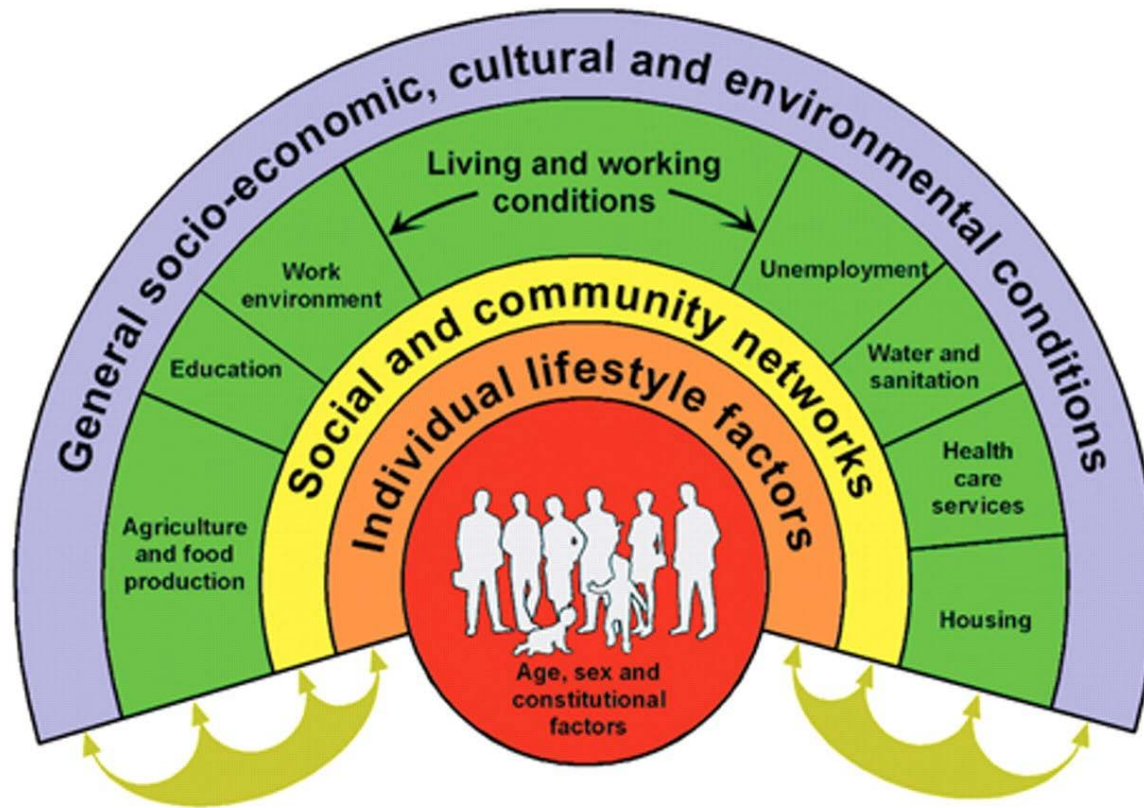 General socio-economic, cultural and environmental conditions
Living and working
conditions
Work
environment
Education
Agriculture
and food
production
Unemployment
Water and
sanitation
Health
care
services
Housing
Social and community networks
Individual lifestyle factors
Age, sex and
constitutional
factors